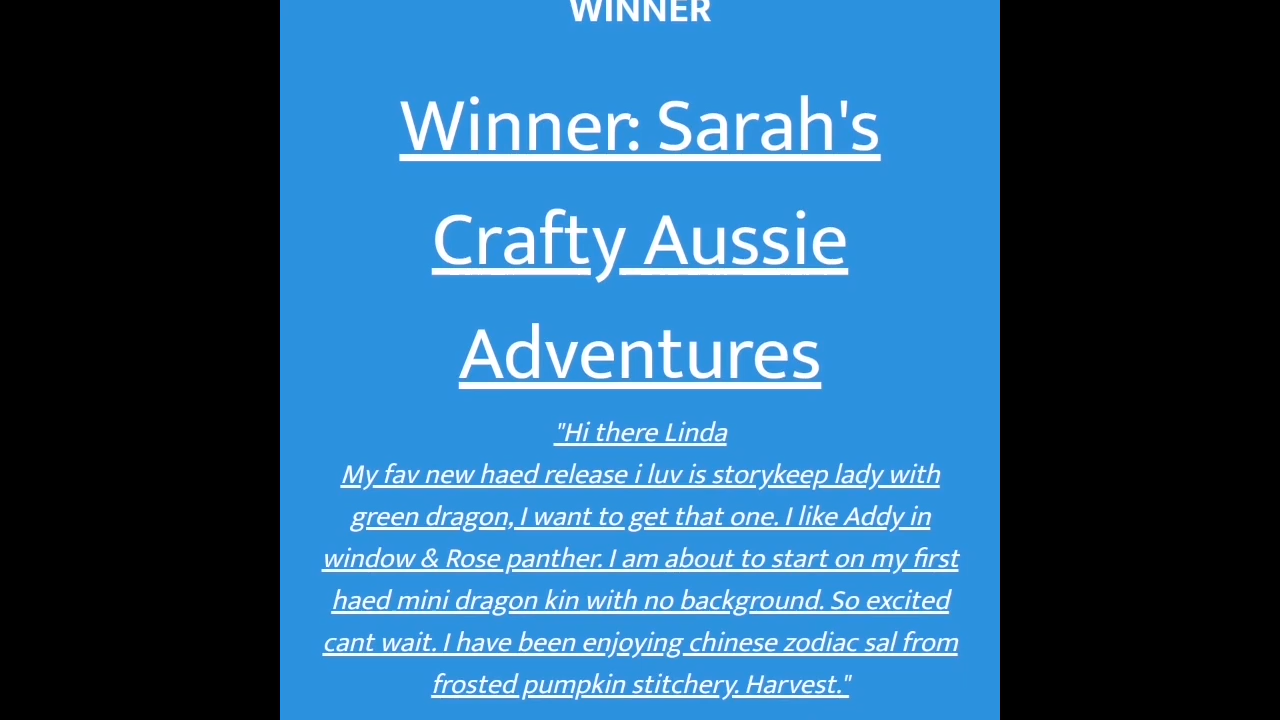 WINNER
Winner: Sarah's
Crafty Aussie
Adventures
"Hi there Linda
My fav new haed release i luv is storykeep lady with
green dragon, I want to get that one. I like Addy in
window & Rose panther. I am about to start on my first
haed mini dragon kin with no background. So excited
cant wait. I have been enjoying chinese zodiac sal from
frosted pumpkin stitchery. Harvest."